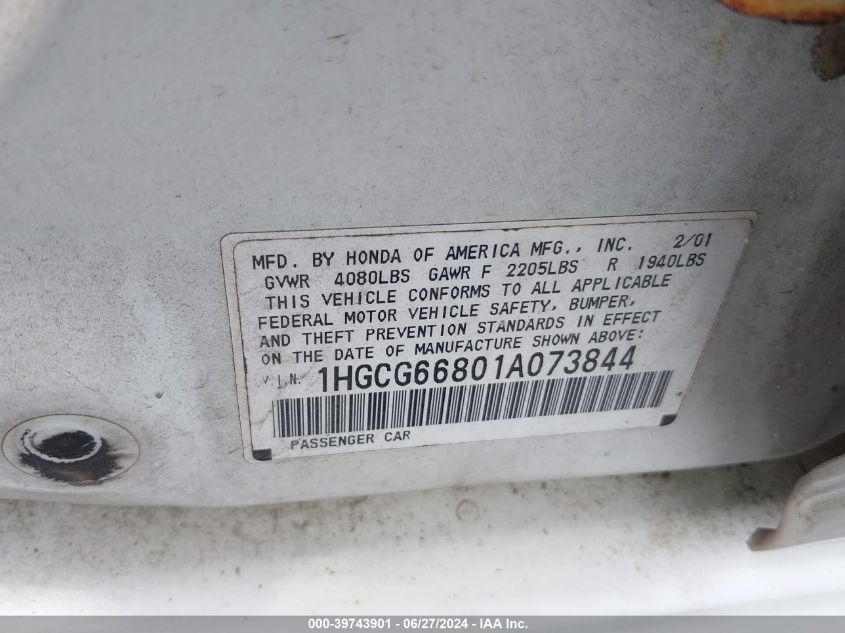 MFD. BY HONDA OF AMERICA MFG., INC. 2/01
GVWR 4080LBS GAWR F 2205LBS R 1940LBS
THIS VEHICLE CONFORMS TO ALL APPLICABLE
FEDERAL MOTOR VEHICLE SAFETY, BUMPER,
AND THEFT PREVENTION STANDARDS IN EFFECT
ON THE DATE OF MANUFACTURE SHOWN ABOVE:
V.I.N. 1HGCG66801A073844
PASSENGER CAR
000-39743901 - 06/27/2024 - IAA Inc.